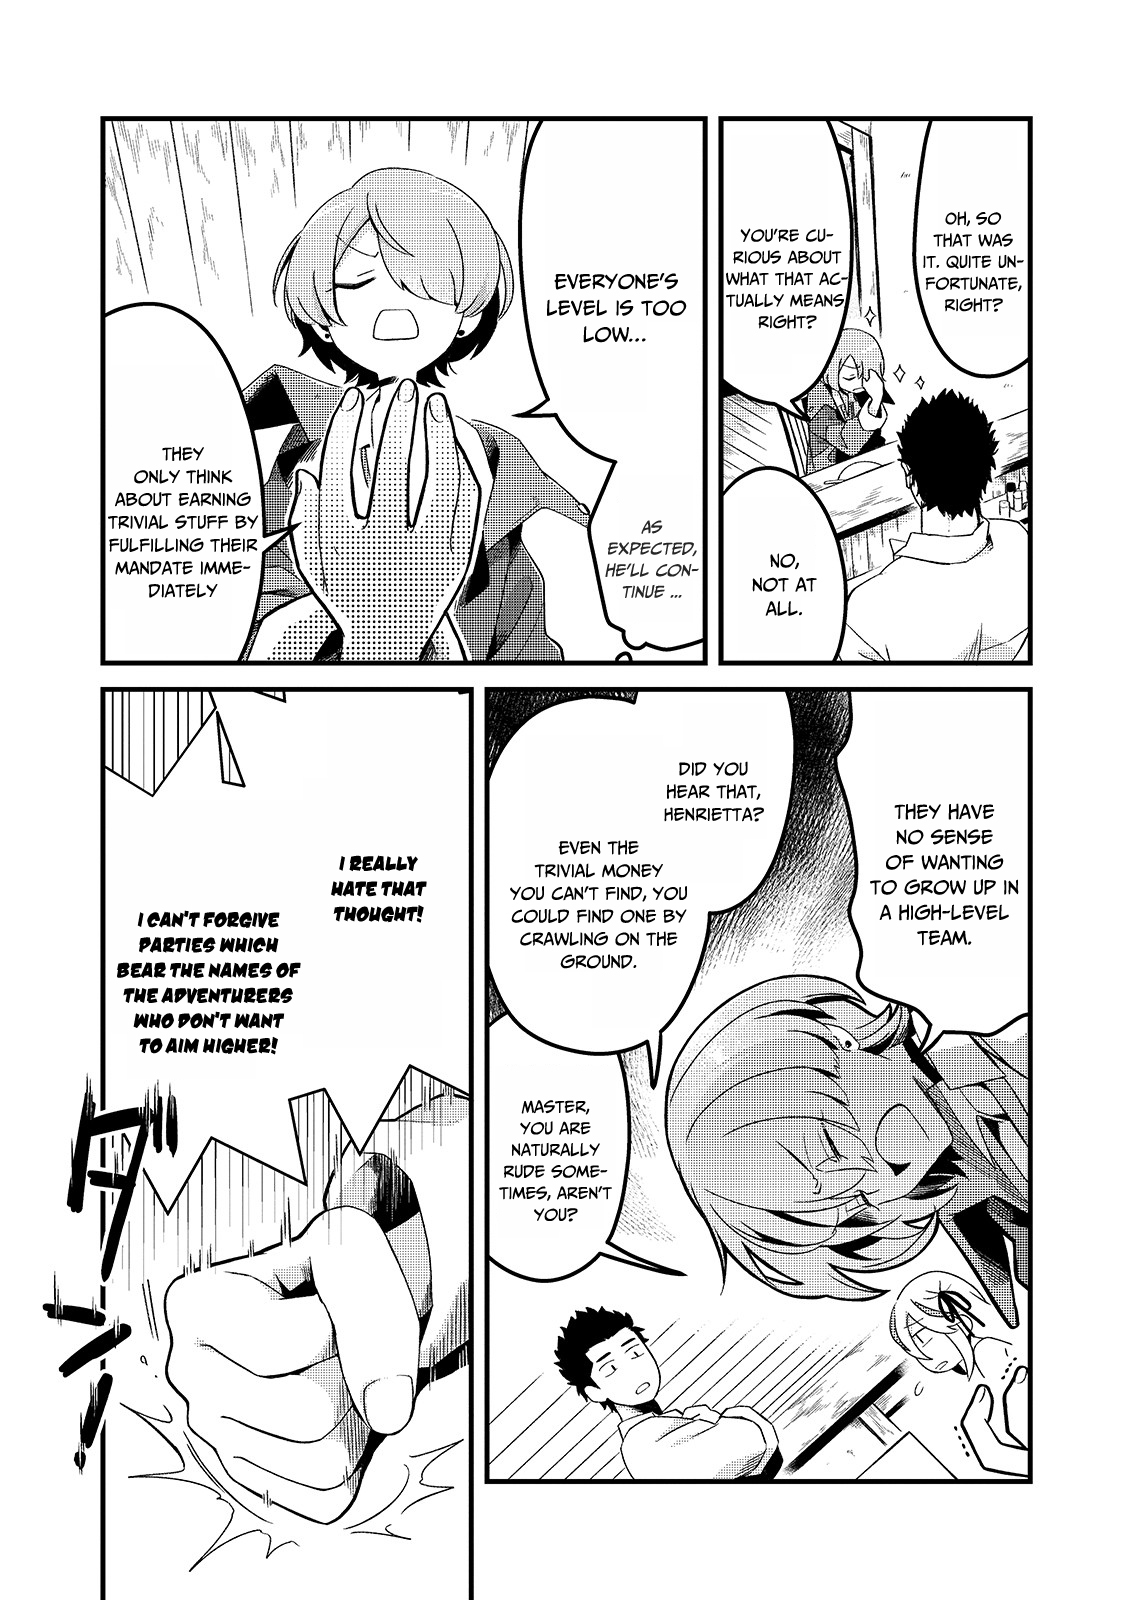 OH, SO
THAT WAS
IT. QUITE UN-
FORTUNATE,
RIGHT?
YOU'RE CU-
RIOUS ABOUT
WHAT THAT AC-
TUALLY MEANS
RIGHT?
NO,
NOT AT
ALL.
EVERYONE'S
LEVEL IS TOO
LOW...
AS
EXPECTED,
HE'LL CON-
TINUE ...
THEY
ONLY THINK
ABOUT EARNING
TRIVIAL STUFF BY
FULFILLING THEIR
MANDATE IMME-
DIATELY
THEY HAVE
NO SENSE
OF WANTING
TO GROW UP IN
A HIGH-LEVEL
TEAM.
DID YOU
HEAR THAT,
HENRIETTA?
EVEN THE
TRIVIAL MONEY
YOU CAN'T FIND, YOU
COULD FIND ONE BY
CRAWLING ON THE
GROUND.
MASTER,
YOU ARE
NATURALLY
RUDE SOME-
TIMES, AREN'T
YOU?
I REALLY
HATE THAT
THOUGHT!
I CAN'T FORGIVE
PARTIES WHICH
BEAR THE NAMES OF
THE ADVENTURERS
WHO DON'T WANT
TO AIM HIGHER!
ダンッ!